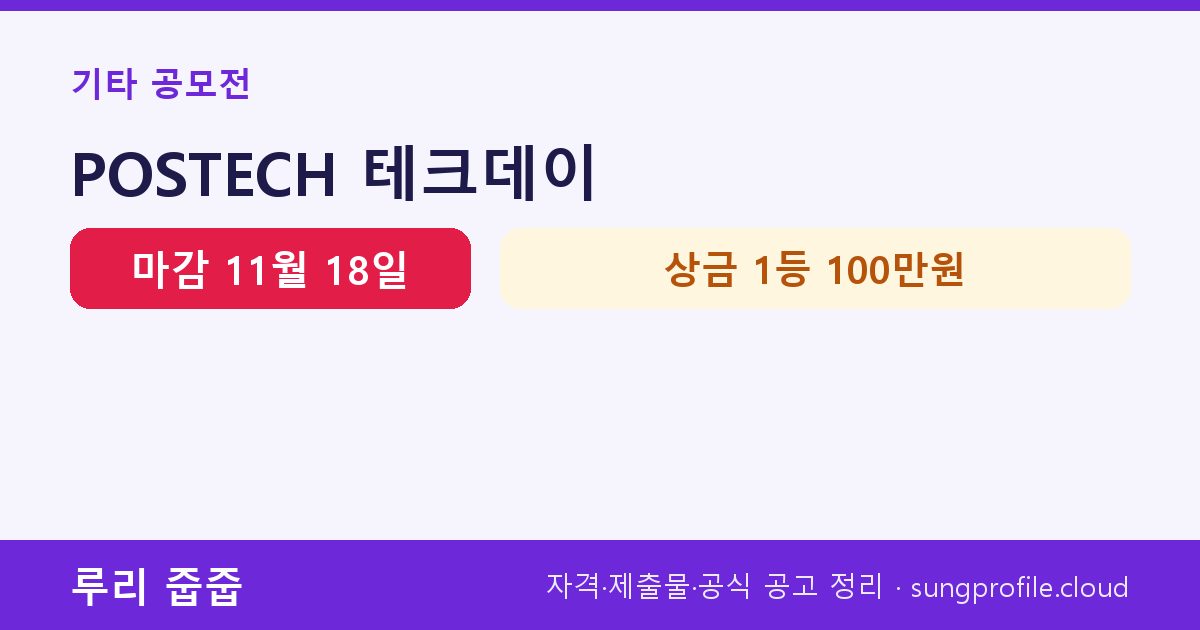 기타 공모전
POSTECH 테크데이
마감 11월 18일
상금 1등 100만원
루리 줍줍
자격·제출물·공식 공고 정리 · sungprofile.cloud